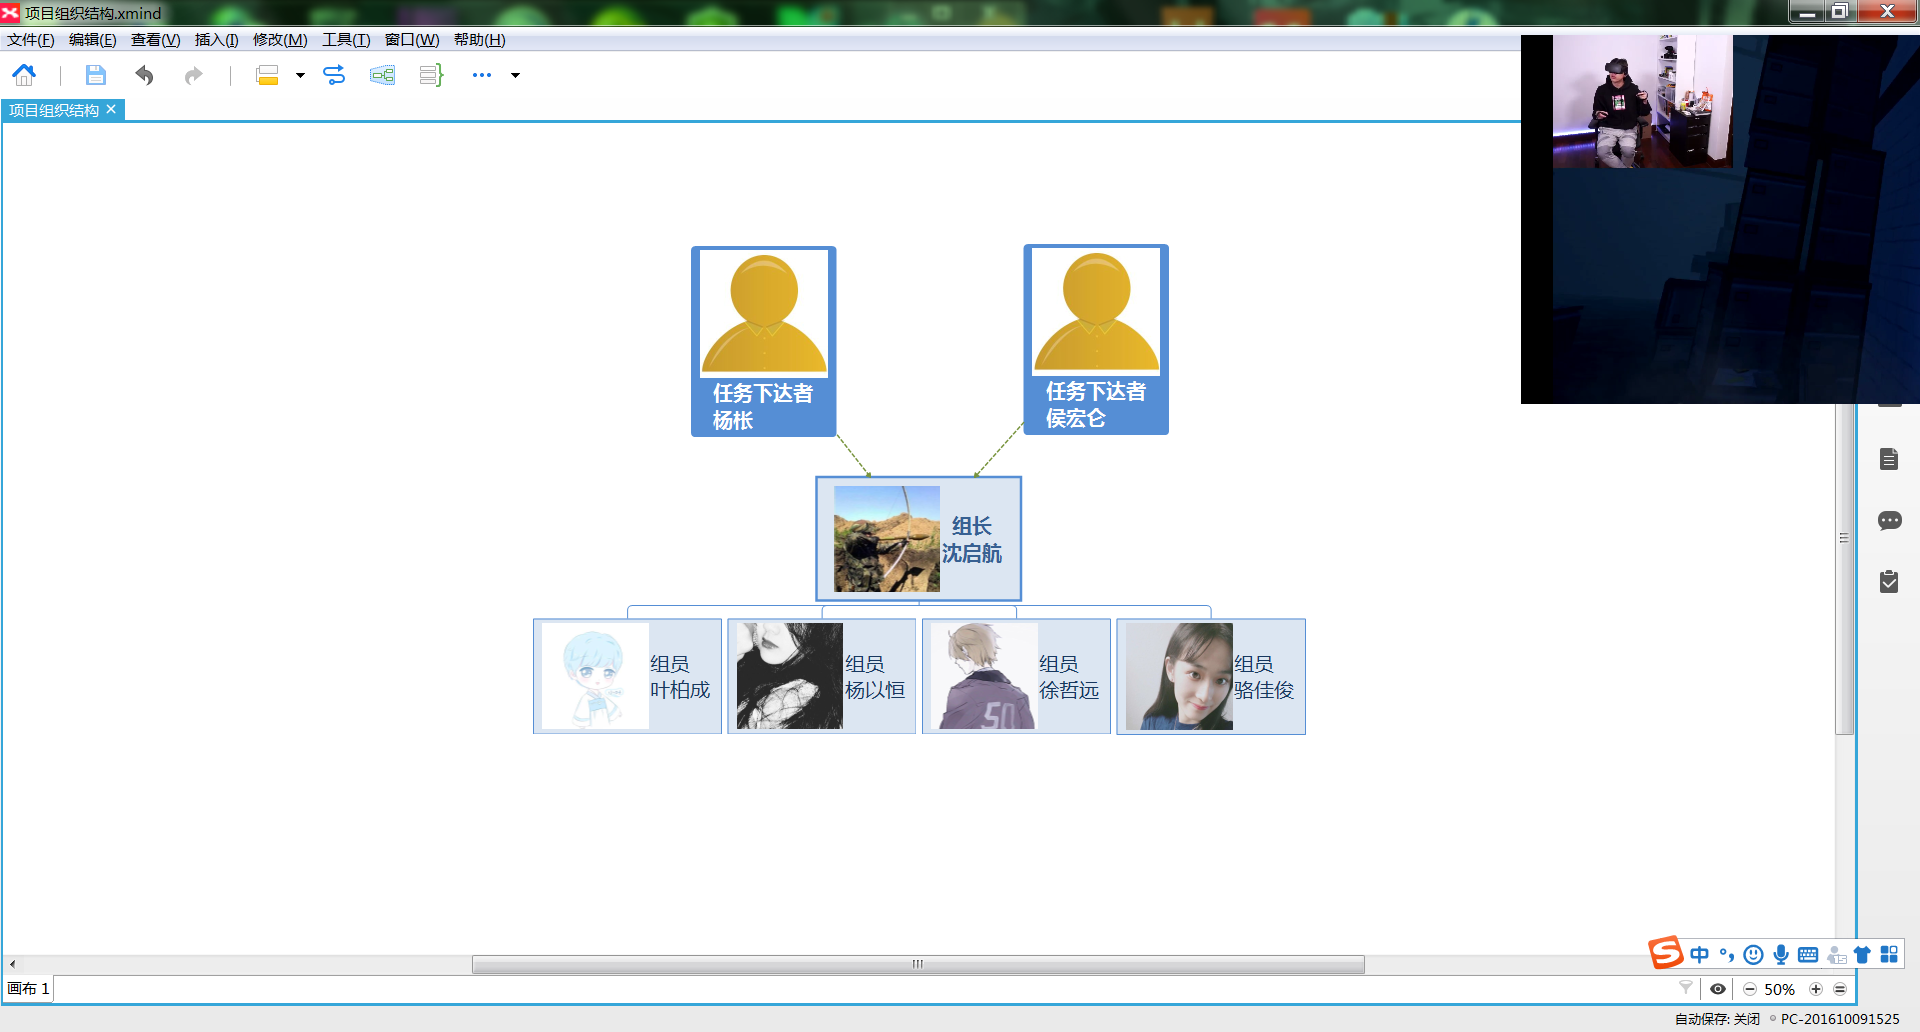 项目组织结构.xmind
文件(F) 编辑(E) 查看(V) 插入(I) 修改(M) 工具(T) 窗口(W) 帮助(H)
项目组织结构
任务下达者
杨枨
任务下达者
侯宏仑
组长
沈启航
组员
叶柏成
组员
杨以恒
组员
徐哲远
组员
骆佳俊
50
S 中
画布 1
50%
自动保存: 关闭 PC-201610091525